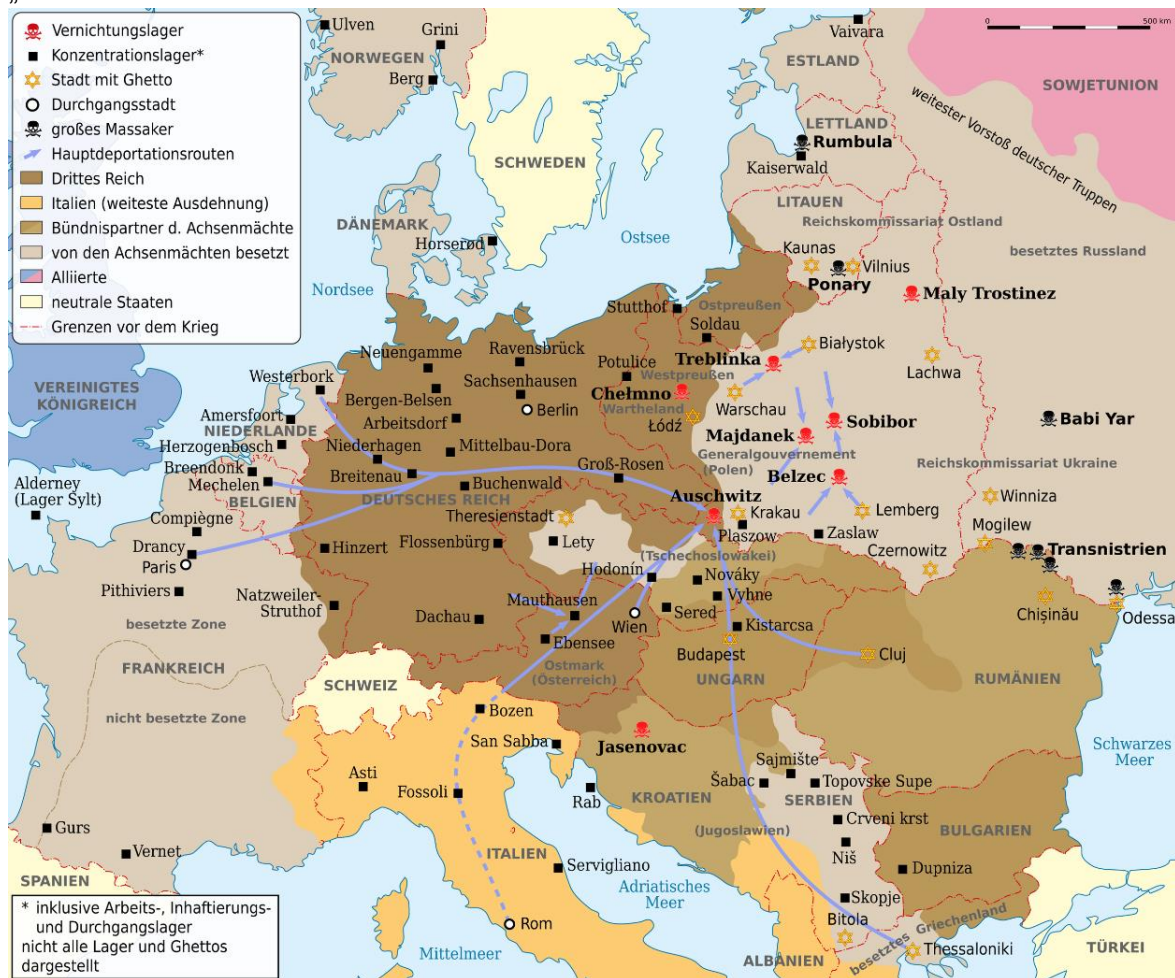 „
Vernichtungslager
Konzentrationslager*
Stadt mit Ghetto
Durchgangsstadt
großes Massaker
Hauptdeportationsrouten
Drittes Reich
Italien (weiteste Ausdehnung)
Bündnispartner d. Achsenmächte
von den Achsenmächten besetzt
Alliierte
neutrale Staaten
Grenzen vor dem Krieg
0 500 km
Ulven
Grini
NORWEGEN
Berg
Vaivara
ESTLAND
SOWJETUNION
weitester Vorstoß deutscher Truppen
LETTLAND
Rumbula
Kaiserwald
SCHWEDEN
LITAUEN
Reichskommissariat Ostland
DÄNEMARK
Horserød
Ostsee
besetztes Russland
Kaunas
Vilnius
Ponary
Nordsee
Maly Trostinez
Stutthof
Ostpreußen
Soldau
Neuengamme
Ravensbrück
Potulice
Treblinka
Białystok
Westpreußen
Lachwa
VEREINIGTES
KÖNIGREICH
Westerbork
Sachsenhausen
Bergen-Belsen
Berlin
Chełmno
Wartheland
Warschau
Amersfoort
NIEDERLANDE
Arbeitsdorf
Łódź
Sobibor
Babi Yar
Herzogenbosch
Niederhagen
Mittelbau-Dora
Majdanek
Generalgouvernement
(Polen)
Breendonk
Mechelen
Breitenau
Groß-Rosen
Belzec
Reichskommissariat Ukraine
Alderney
(Lager Sylt)
BELGIEN
DEUTSCHES REICH
Buchenwald
Auschwitz
Winniza
Compiègne
Theresienstadt
Krakau
Lemberg
Mogilew
Drancy
Paris
Hinzert
Flossenbürg
Lety
Plaszow
Zaslaw
Czernowitz
Transnistrien
(Tschechoslowakei)
Hodonín
Nováky
Pithiviers
Natzweiler-
Struthof
Mauthausen
Vyhne
Chișinău
Odessa
besetzte Zone
Dachau
Wien
Sered
Kistarcsa
Ebensee
Budapest
Cluj
FRANKREICH
Ostmark
(Österreich)
UNGARN
RUMÄNIEN
SCHWEIZ
nicht besetzte Zone
Bozen
San Sabba
Jasenovac
Schwarzes
Meer
Sajmište
Asti
Fossoli
Rab
KROATIEN
Šabac
Topovske Supe
SERBIEN
Crveni krst
(Jugoslawien)
BULGARIEN
Gurs
Vernet
ITALIEN
Niš
Servigliano
Dupniza
SPANIEN
Adriatisches
Meer
Skopje
Bitola
besetztes Griechenland
* inklusive Arbeits-, Inhaftierungs-
und Durchgangslager
nicht alle Lager und Ghettos
dargestellt
Rom
Mittelmeer
ALBANIEN
Thessaloniki
TÜRKEI